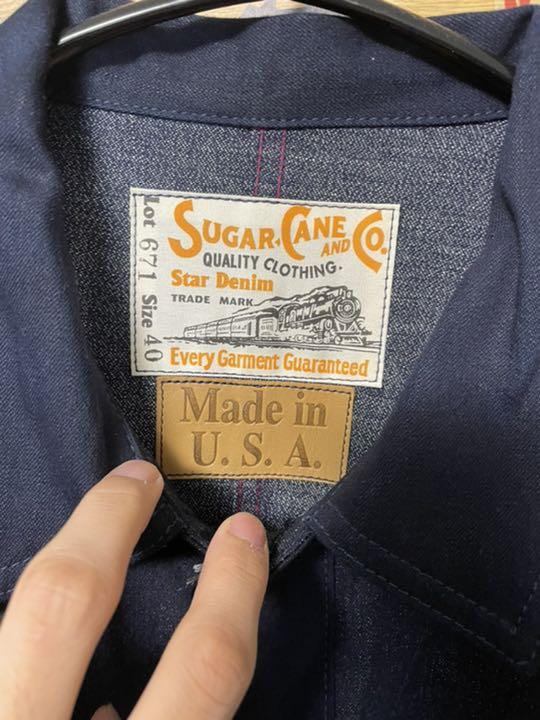 Lot 671 Size 40
SUGAR CANE AND CO.
QUALITY CLOTHING.
Star Denim
TRADE MARK
Every Garment Guaranteed
Made in
U. S. A.